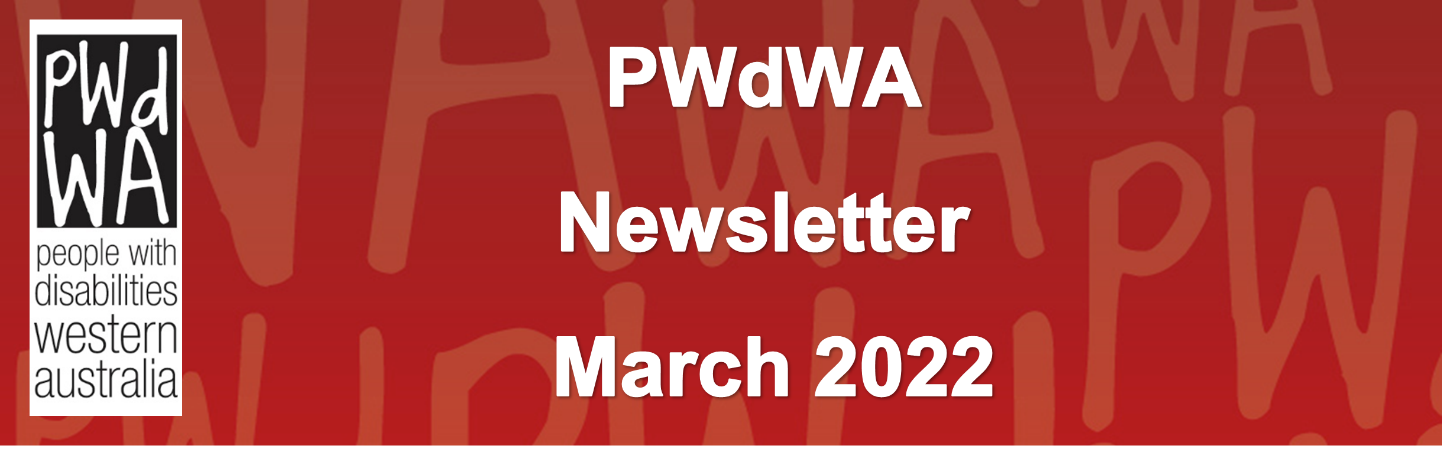 PWd
WA
people with
disabilities
western
australia
PWdWA
Newsletter
March 2022